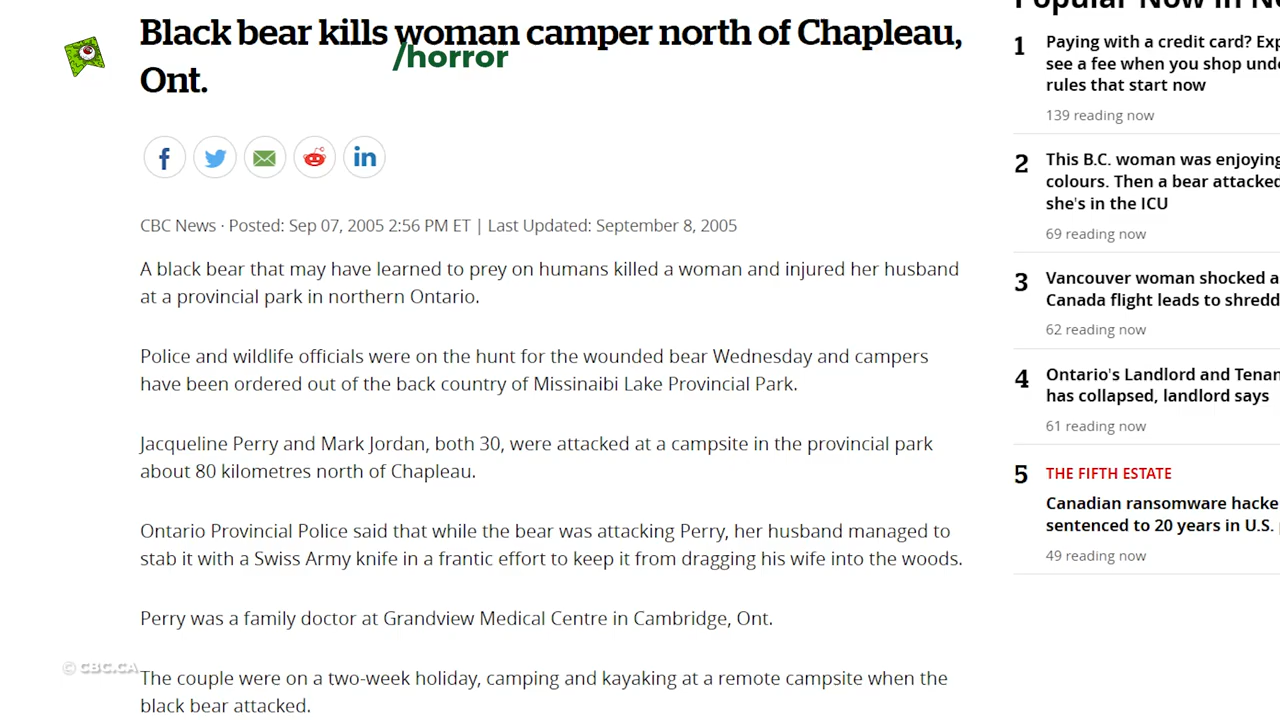 Black bear kills woman camper north of Chapleau,
/horror
Ont.
CBC News · Posted: Sep 07, 2005 2:56 PM ET | Last Updated: September 8, 2005
A black bear that may have learned to prey on humans killed a woman and injured her husband
at a provincial park in northern Ontario.
Police and wildlife officials were on the hunt for the wounded bear Wednesday and campers
have been ordered out of the back country of Missinaibi Lake Provincial Park.
Jacqueline Perry and Mark Jordan, both 30, were attacked at a campsite in the provincial park
about 80 kilometres north of Chapleau.
Ontario Provincial Police said that while the bear was attacking Perry, her husband managed to
stab it with a Swiss Army knife in a frantic effort to keep it from dragging his wife into the woods.
Perry was a family doctor at Grandview Medical Centre in Cambridge, Ont.
© CBC.CA
The couple were on a two-week holiday, camping and kayaking at a remote campsite when the
black bear attacked.
Popular Now in
1
Paying with a credit card?
see a fee when you shop
rules that start now
139 reading now
2
This B.C. woman was enjoying
colours. Then a bear attacked
she's in the ICU
69 reading now
3
Vancouver woman shocked
Canada flight leads to
62 reading now
4
Ontario's Landlord and
has collapsed, landlord says
61 reading now
5
THE FIFTH ESTATE
Canadian ransomware
sentenced to 20 years in U.S.
49 reading now